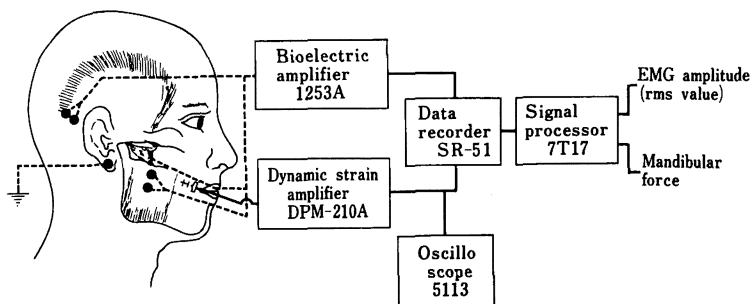 Bioelectric
amplifier
1253A
Data
recorder
SR-51
Signal
processor
7T17
EMG amplitude
(rms value)
Mandibular
force
Dynamic strain
amplifier
DPM-210A
Oscillo
scope
5113